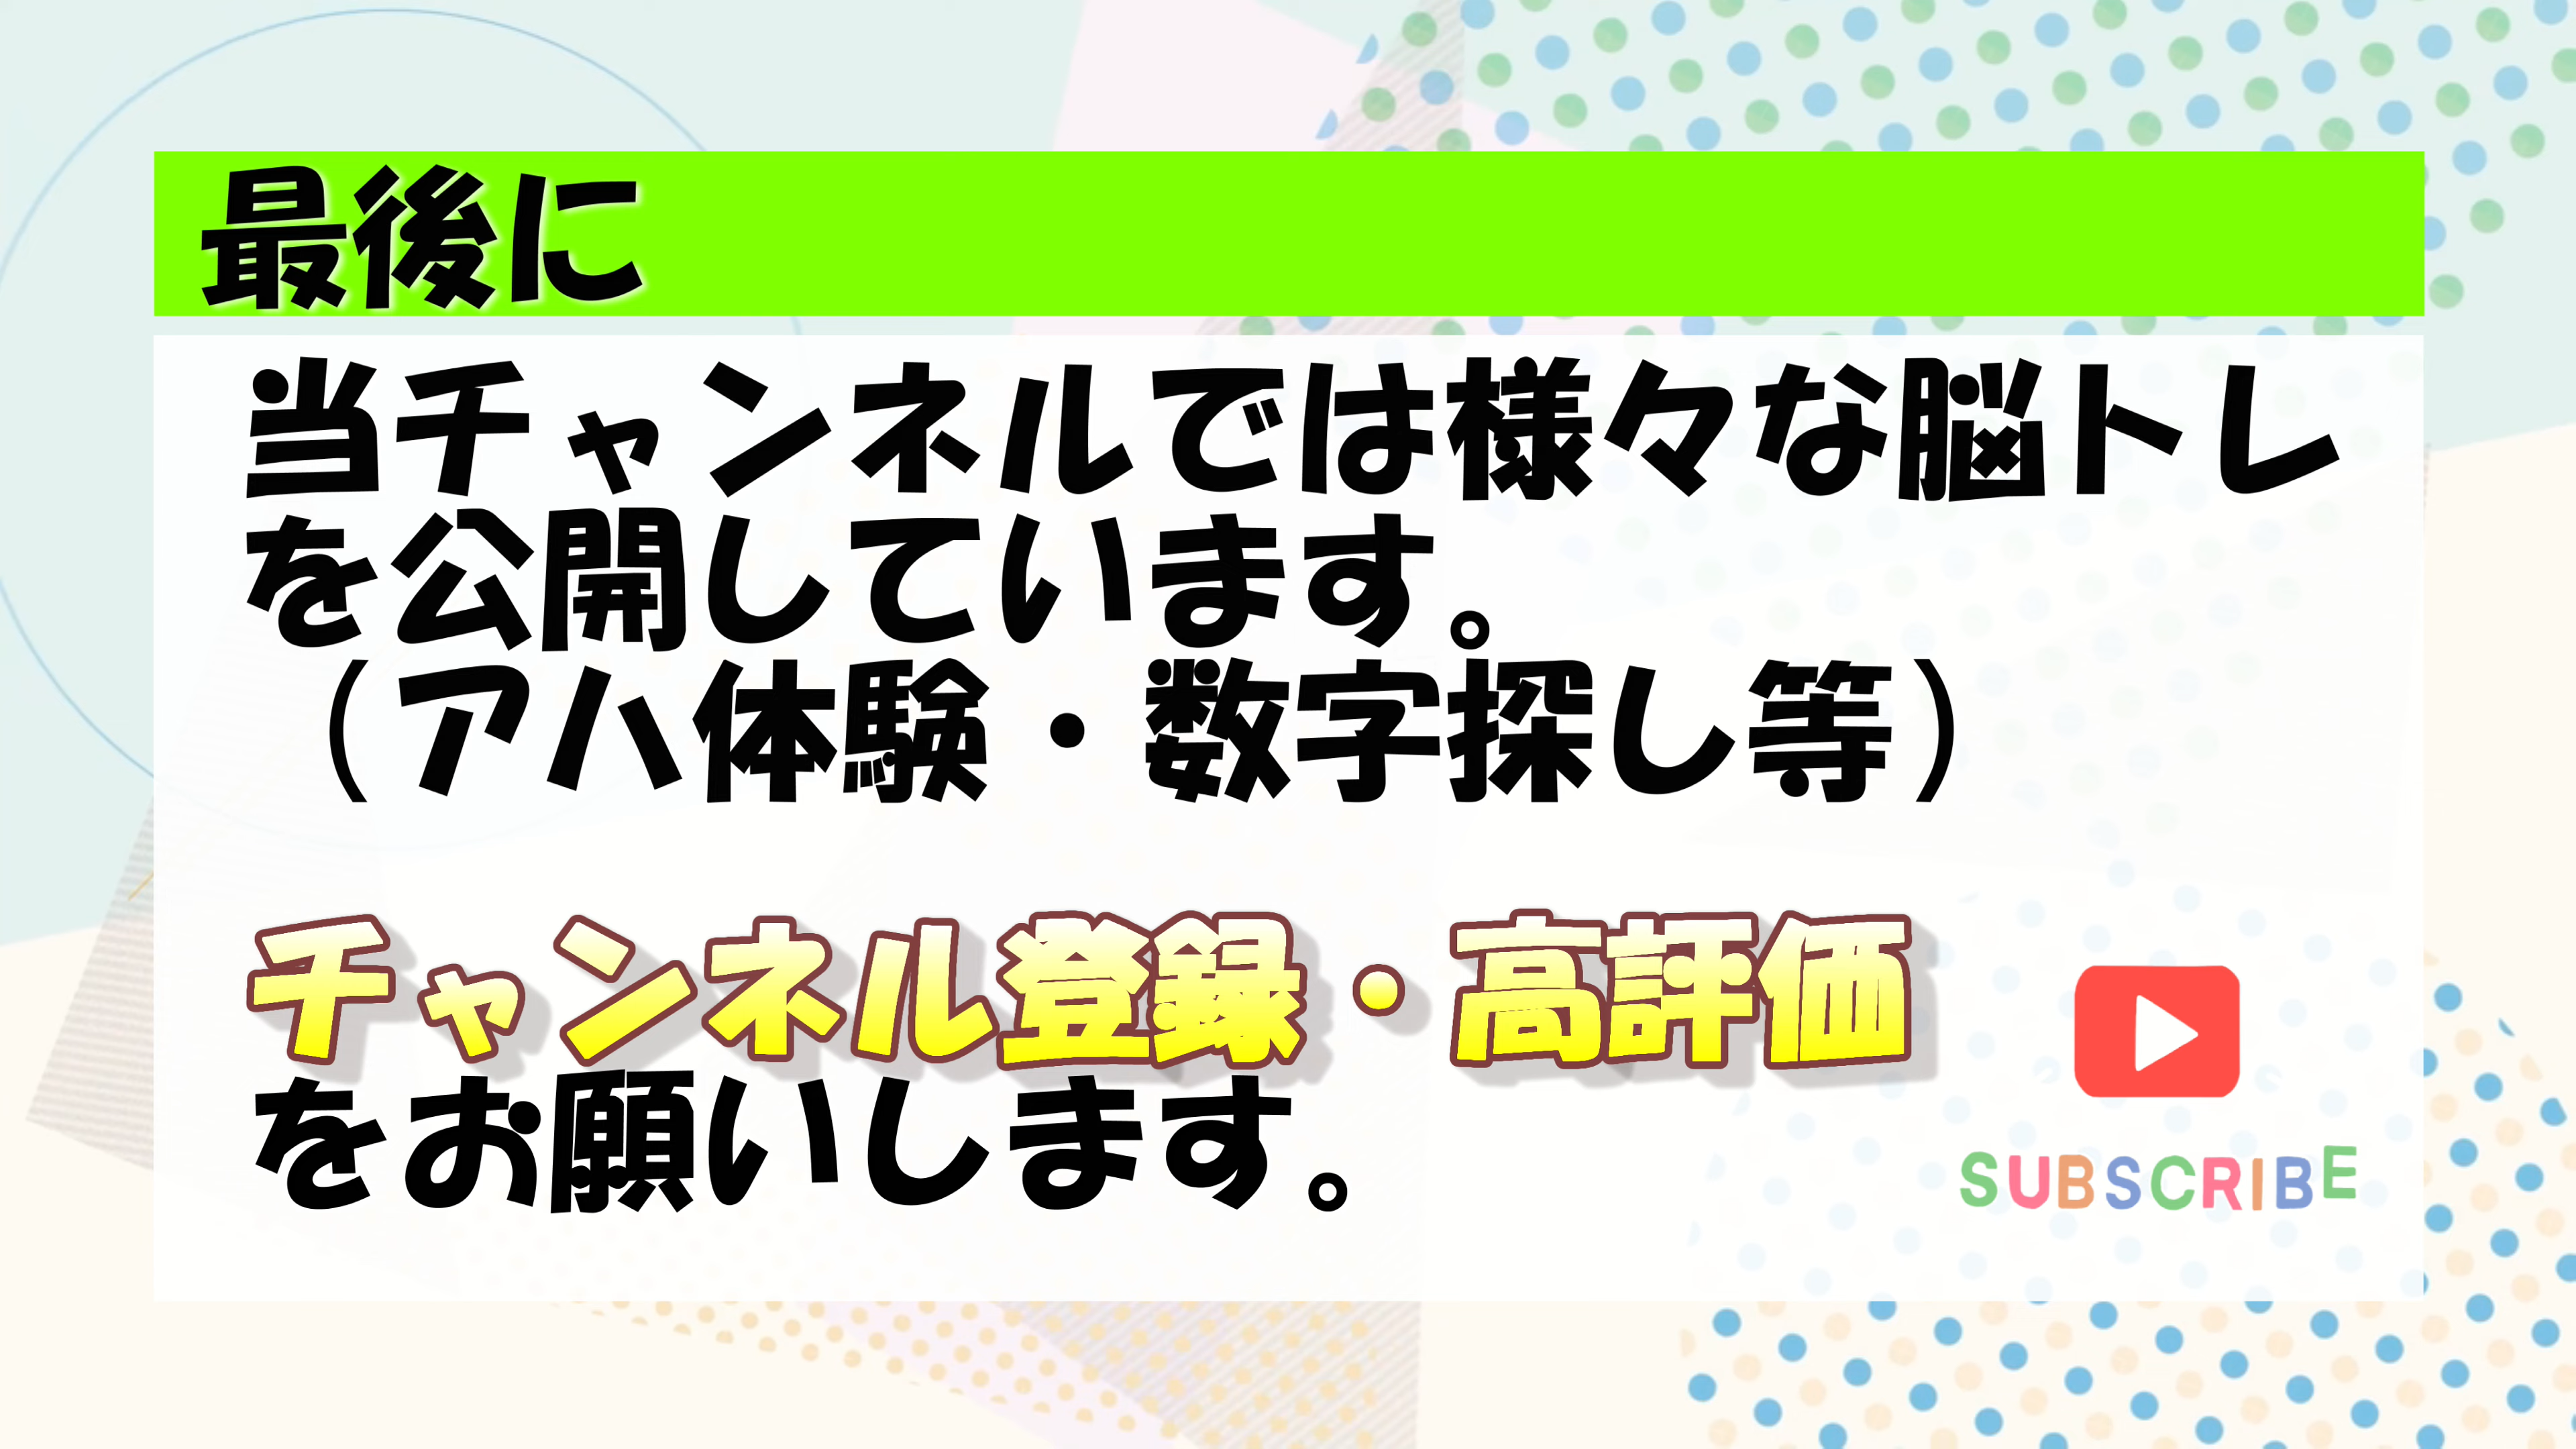 最後に
当チャンネルでは様々な脳トレ
を公開しています。
（アハ体験・数字探し等）
チャンネル登録・高評価
をお願いします。
SUBSCRIBE